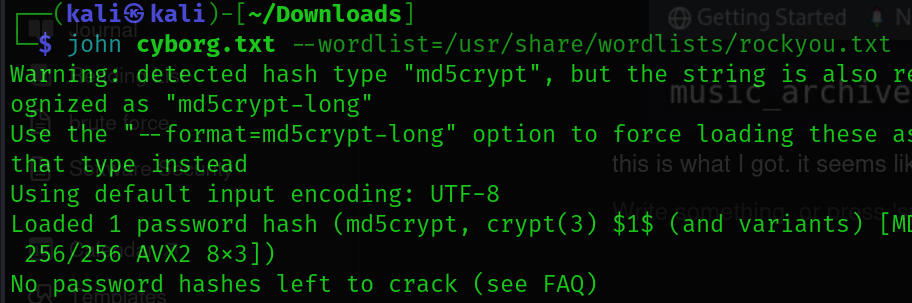 ┌──(kali㉿kali)-[~/Downloads]
└─$ john cyborg.txt --wordlist=/usr/share/wordlists/rockyou.txt
Warning: detected hash type "md5crypt", but the string is also re
ognized as "md5crypt-long"
Use the "--format=md5crypt-long" option to force loading these as
that type instead
Using default input encoding: UTF-8
Loaded 1 password hash (md5crypt, crypt(3) $1$ (and variants) [MD
256/256 AVX2 8×3])
No password hashes left to crack (see FAQ)
Getting Started
N
Journal
music_archive
brute force
this is what I got. it seems lik
Software Security
Write something, or press 's
Calendar
Templates